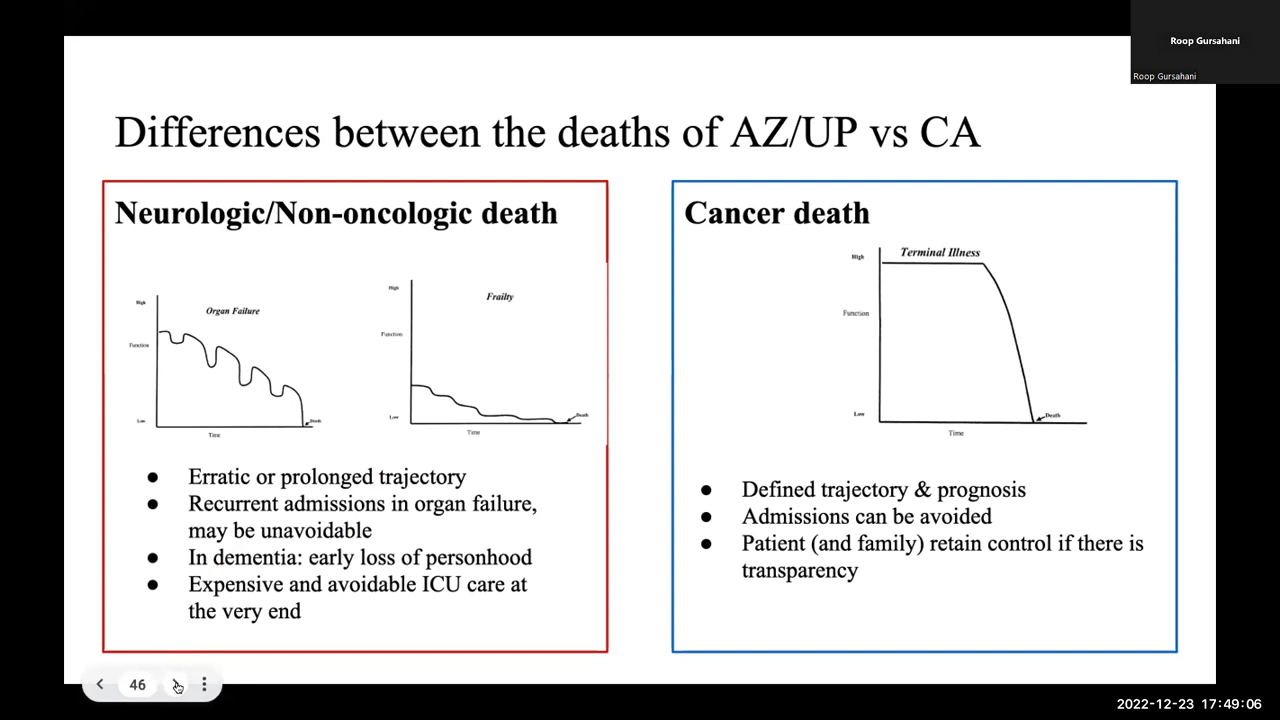 Roop Gursahani
Roop Gursahani
Differences between the deaths of AZ/UP vs CA
Neurologic/Non-oncologic death
High
Organ Failure
Function
Low
Death
Time
High
Frailty
Function
Low
Death
Time
● Erratic or prolonged trajectory
● Recurrent admissions in organ failure,
may be unavoidable
● In dementia: early loss of personhood
● Expensive and avoidable ICU care at
the very end
Cancer death
High
Terminal Illness
Function
Low
Death
Time
● Defined trajectory & prognosis
● Admissions can be avoided
● Patient (and family) retain control if there is
transparency
46
2022-12-23 17:49:06